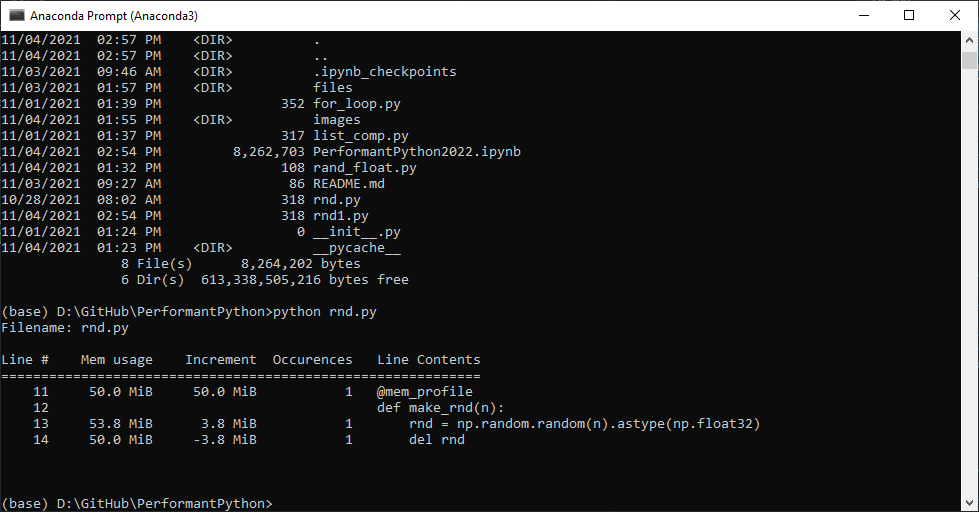 Anaconda Prompt (Anaconda3)
11/04/2021  02:57 PM    <DIR>          .
11/04/2021  02:57 PM    <DIR>          ..
11/03/2021  09:46 AM    <DIR>          .ipynb_checkpoints
11/03/2021  01:57 PM    <DIR>          files
11/01/2021  01:39 PM               352 for_loop.py
11/04/2021  01:55 PM    <DIR>          images
11/01/2021  01:37 PM               317 list_comp.py
11/04/2021  02:54 PM         8,262,703 PerformantPython2022.ipynb
11/04/2021  01:32 PM               108 rand_float.py
11/03/2021  09:27 AM                86 README.md
10/28/2021  08:02 AM               318 rnd.py
11/04/2021  02:54 PM               318 rnd1.py
11/01/2021  01:24 PM                 0 __init__.py
11/04/2021  01:23 PM    <DIR>          __pycache__
               8 File(s)      8,264,202 bytes
               6 Dir(s)  613,338,505,216 bytes free
(base) D:\GitHub\PerformantPython>python rnd.py
Filename: rnd.py
Line #    Mem usage    Increment  Occurences   Line Contents
============================================================
    11     50.0 MiB     50.0 MiB           1   @mem_profile
    12                                         def make_rnd(n):
    13     53.8 MiB      3.8 MiB           1       rnd = np.random.random(n).astype(np.float32)
    14     50.0 MiB     -3.8 MiB           1       del rnd
(base) D:\GitHub\PerformantPython>